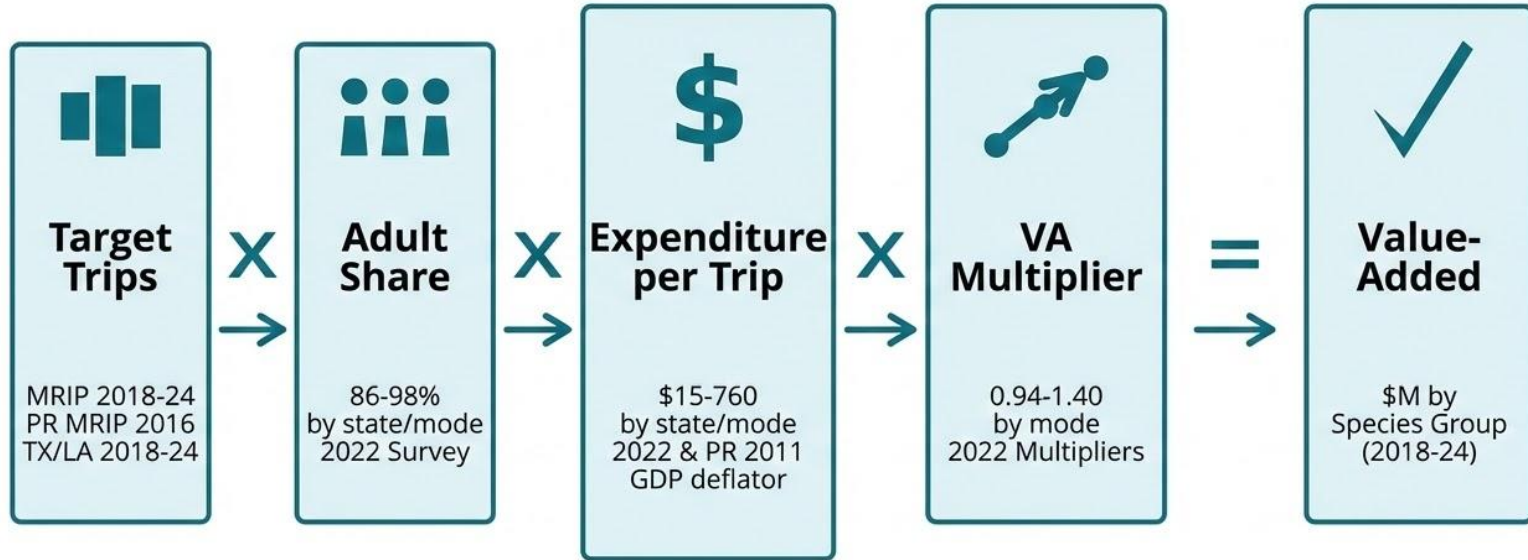 $
Target
Trips
MRIP 2018-24
PR MRIP 2016
TX/LA 2018-24
X
Adult
Share
86-98%
by state/mode
2022 Survey
X
Expenditure
per Trip
$15-760
by state/mode
2022 & PR 2011
GDP deflator
X
VA
Multiplier
0.94-1.40
by mode
2022 Multipliers
=
Value-
Added
$M by
Species Group
(2018-24)